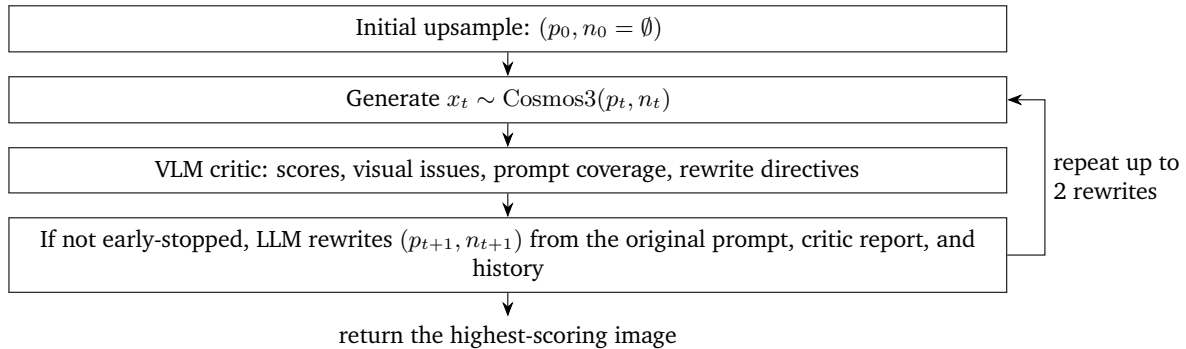 Initial upsample: (p₀, n₀ = ∅)
Generate xₜ ∼ Cosmos3(pₜ, nₜ)
VLM critic: scores, visual issues, prompt coverage, rewrite directives
If not early-stopped, LLM rewrites (pₜ₊₁, nₜ₊₁) from the original prompt, critic report, and
history
repeat up to
2 rewrites
return the highest-scoring image